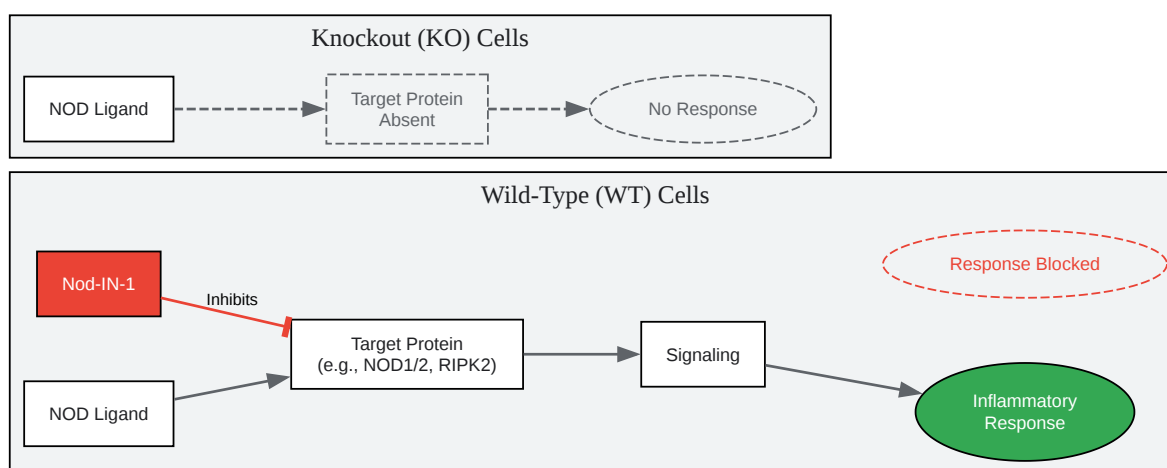 Knockout (KO) Cells
NOD Ligand
Target Protein
Absent
No Response
Wild-Type (WT) Cells
Nod-IN-1
Inhibits
Response Blocked
Target Protein
(e.g., NOD1/2, RIPK2)
Signaling
NOD Ligand
Inflammatory
Response